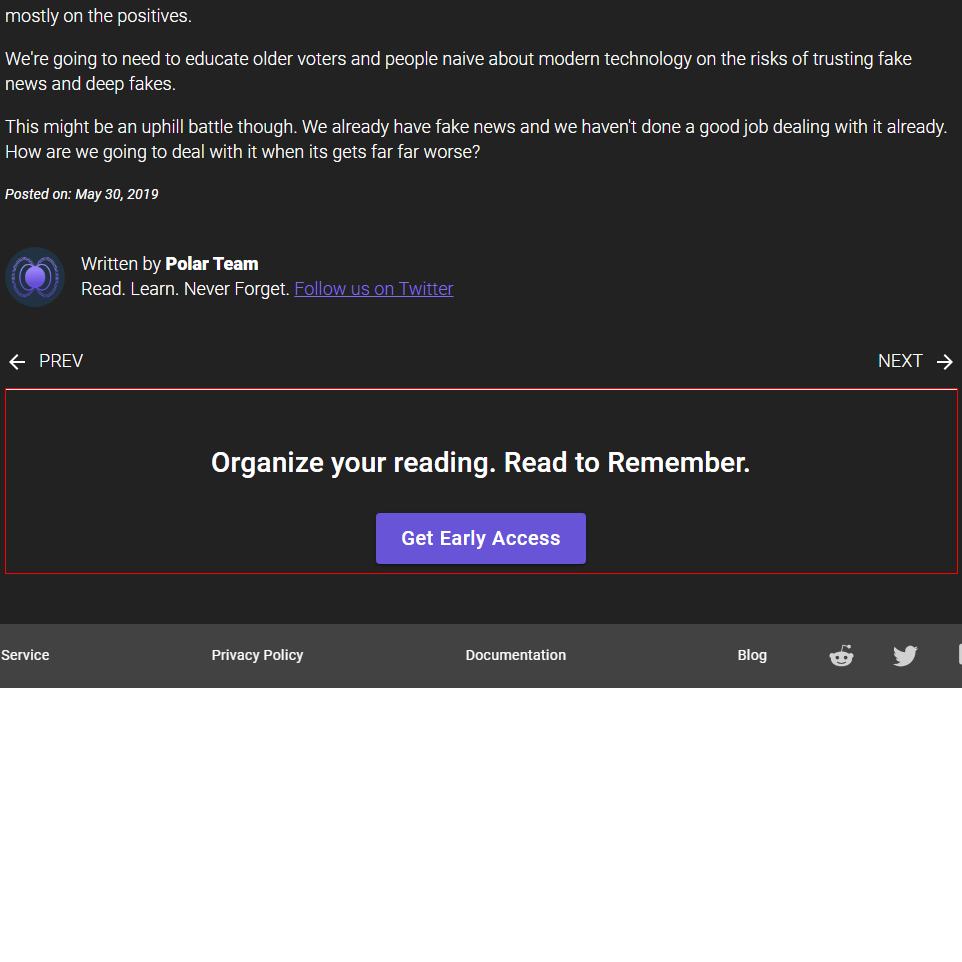 mostly on the positives.
We're going to need to educate older voters and people naive about modern technology on the risks of trusting fake
news and deep fakes.
This might be an uphill battle though. We already have fake news and we haven't done a good job dealing with it already.
How are we going to deal with it when its gets far far worse?
Posted on: May 30, 2019
Written by Polar Team
Read. Learn. Never Forget. Follow us on Twitter
PREV
NEXT
Organize your reading. Read to Remember.
Get Early Access
Service Privacy Policy Documentation Blog